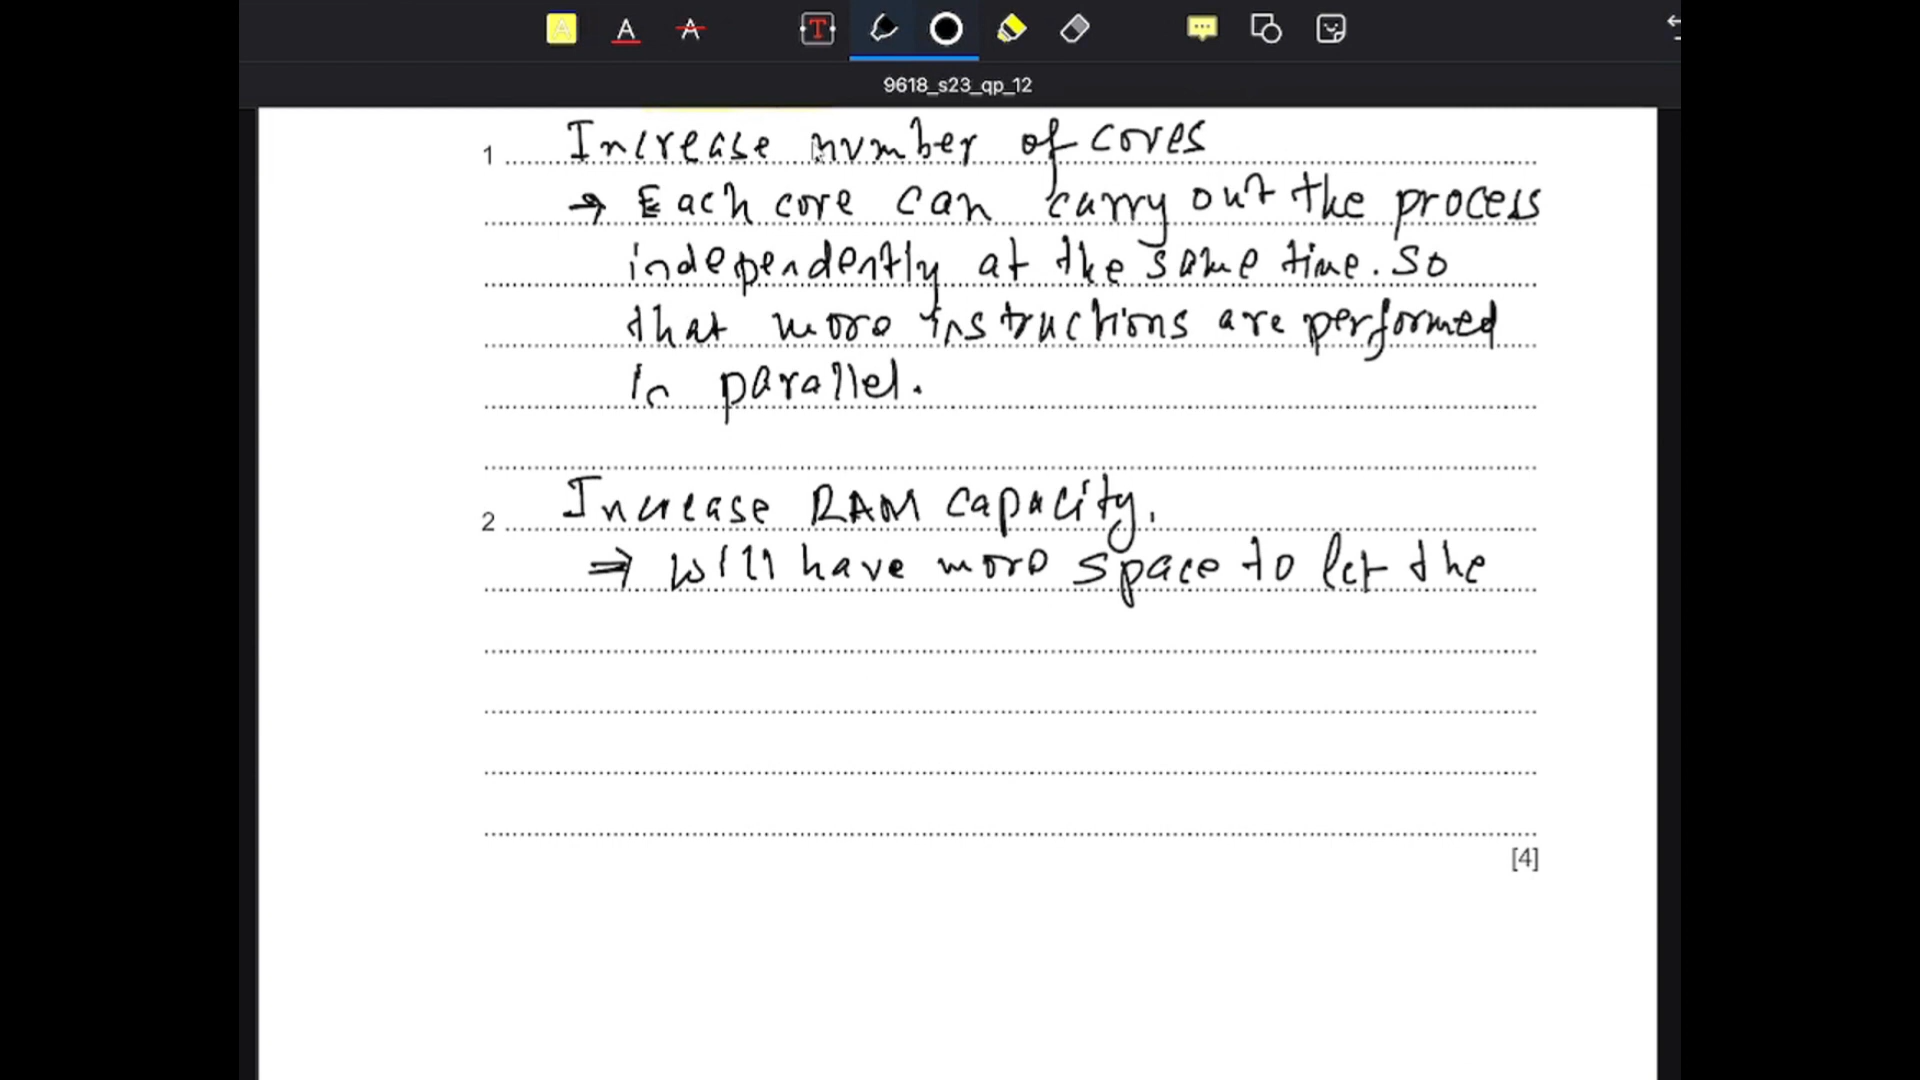 A A A T
9618_s23_qp_12
1 Increase number of cores
→ Each core can carry out the process
independently at the same time. So
that more instructions are performed
in parallel.
2 Increase RAM capacity.
⇒ Will have more space to let the
[4]